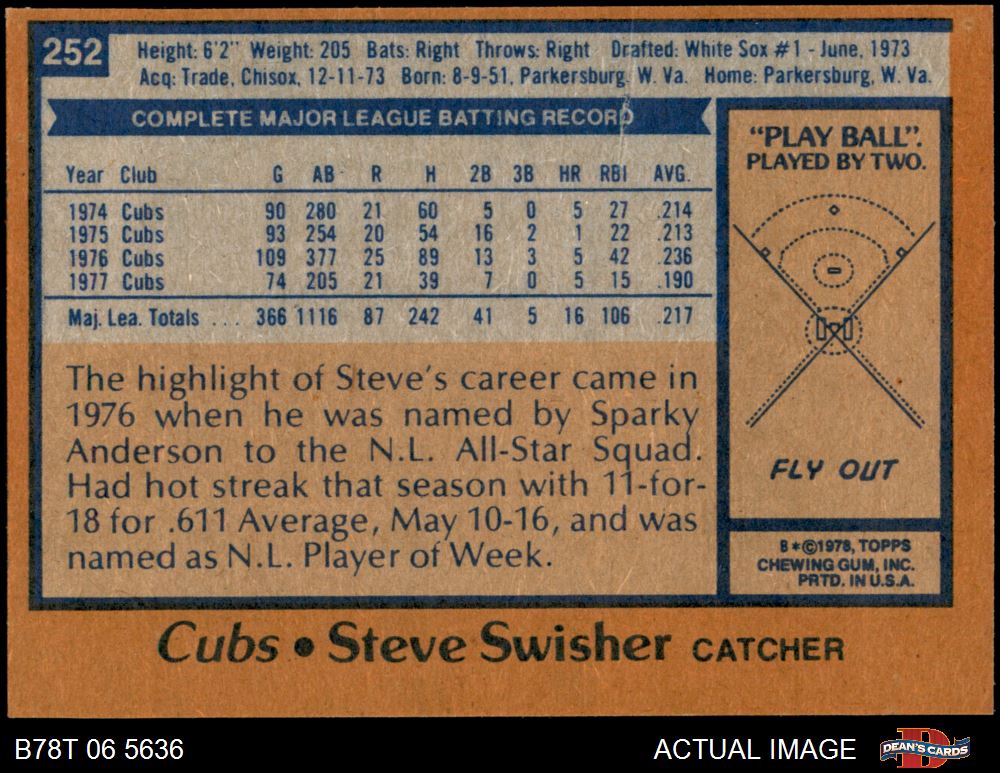 252
Height: 6'2" Weight: 205 Bats: Right Throws: Right Drafted: White Sox #1 - June, 1973
Acq: Trade, Chisox, 12-11-73 Born: 8-9-51, Parkersburg. W. Va. Home: Parkersburg, W. Va.
COMPLETE MAJOR LEAGUE BATTING RECORD
Year Club G AB R H 2B 3B HR RBI AVG.
1974 Cubs 90 280 21 60 5 0 5 27 .214
1975 Cubs 93 254 20 54 16 2 1 22 .213
1976 Cubs 109 377 25 89 13 3 5 42 .236
1977 Cubs 74 205 21 39 7 0 5 15 .190
Maj. Lea. Totals ... 366 1116 87 242 41 5 16 106 .217
The highlight of Steve's career came in
1976 when he was named by Sparky
Anderson to the N.L. All-Star Squad.
Had hot streak that season with 11-for-
18 for .611 Average, May 10-16, and was
named as N.L. Player of Week.
"PLAY BALL".
PLAYED BY TWO.
FLY OUT
B*©1978, TOPPS
CHEWING GUM, INC.
PRTD. IN U.S.A.
Cubs • Steve Swisher CATCHER
B78T 06 5636
ACTUAL IMAGE
DEAN'S CARDS